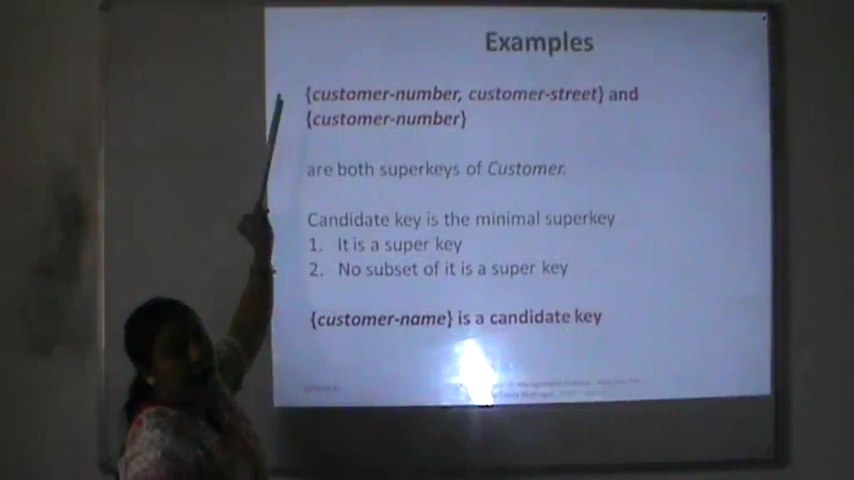 Examples
{customer-number, customer-street} and
{customer-number}
are both superkeys of Customer.
Candidate key is the minimal superkey
1. It is a super key
2. No subset of it is a super key
{customer-name} is a candidate key